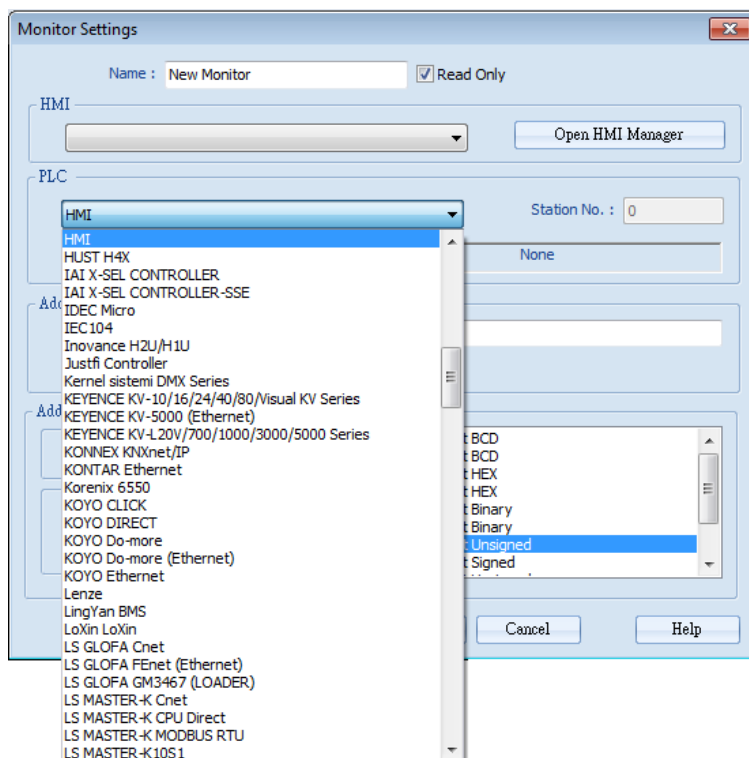 Monitor Settings
Name : New Monitor Read Only
HMI
Open HMI Manager
PLC
HMI Station No. : 0
HMI
HUST H4X
None
IAI X-SEL CONTROLLER
IAI X-SEL CONTROLLER-SSE
IDEC Micro
IEC104
Inovance H2U/H1U
Justfi Controller
Kernel sistemi DMX Series
KEYENCE KV-10/16/24/40/80/Visual KV Series
KEYENCE KV-5000 (Ethernet)
KEYENCE KV-L20V/700/1000/3000/5000 Series
KONNEX KNXnet/IP
KONTAR Ethernet
Korenix 6550
KOYO CLICK
KOYO DIRECT
KOYO Do-more
KOYO Do-more (Ethernet)
KOYO Ethernet
Lenze
LingYan BMS
LoXin LoXin
LS GLOFA Cnet
LS GLOFA FEnet (Ethernet)
LS GLOFA GM3467 (LOADER)
LS MASTER-K Cnet
LS MASTER-K CPU Direct
LS MASTER-K MODBUS RTU
LS MASTER-K10S1
Add
Add
t BCD
t BCD
t HEX
t HEX
t Binary
t Binary
t Unsigned
t Signed
Cancel Help